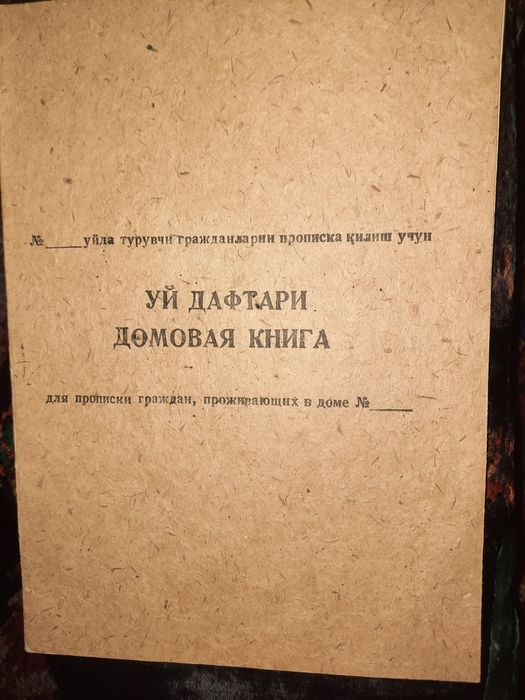 №_____уйда турувчи гражданларни прописка қилиш учун
УЙ ДАФТАРИ
ДОМОВАЯ КНИГА
для прописки граждан, проживающих в доме №_____